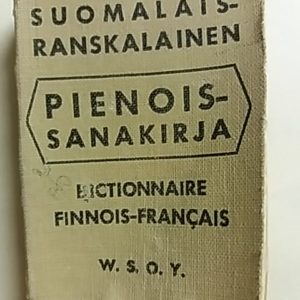 SUOMALAIS-
RANSKALAINEN
PIENOIS-
SANAKIRJA
DICTIONNAIRE
FINNOIS-FRANÇAIS
W. S. O. Y.